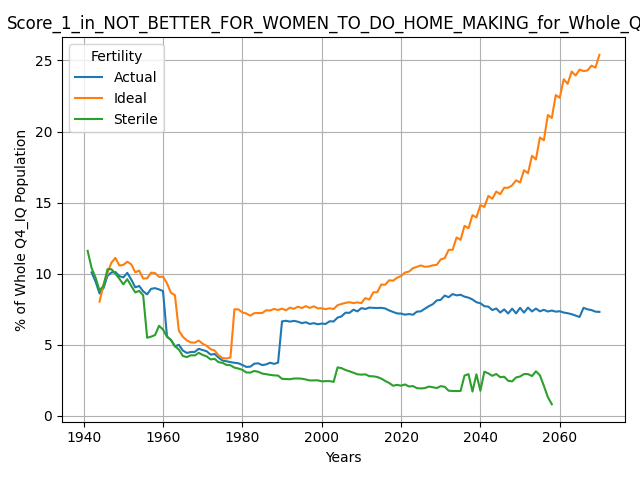 Score_1_in_NOT_BETTER_FOR_WOMEN_TO_DO_HOME_MAKING_for_Whole_Q
Fertility
Actual
Ideal
Sterile
% of Whole Q4_IQ Population
25
20
15
10
5
0
1940 1960 1980 2000 2020 2040 2060
Years